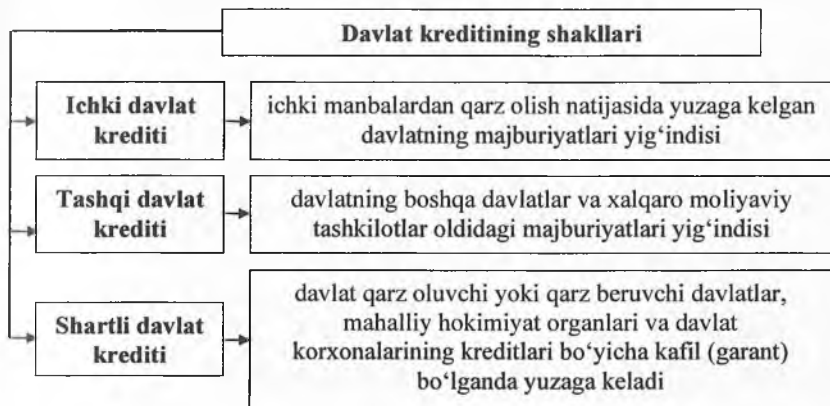 Davlat kreditining shakllari
Ichki davlat
krediti
ichki manbalardan qarz olish natijasida yuzaga kelgan
davlatning majburiyatlari yig‘indisi
Tashqi davlat
krediti
davlatning boshqa davlatlar va xalqaro moliyaviy
tashkilotlar oldidagi majburiyatlari yig‘indisi
Shartli davlat
krediti
davlat qarz oluvchi yoki qarz beruvchi davlatlar,
mahalliy hokimiyat organlari va davlat
korxonalarining kreditlari bo‘yicha kafil (garant)
bo‘lganda yuzaga keladi